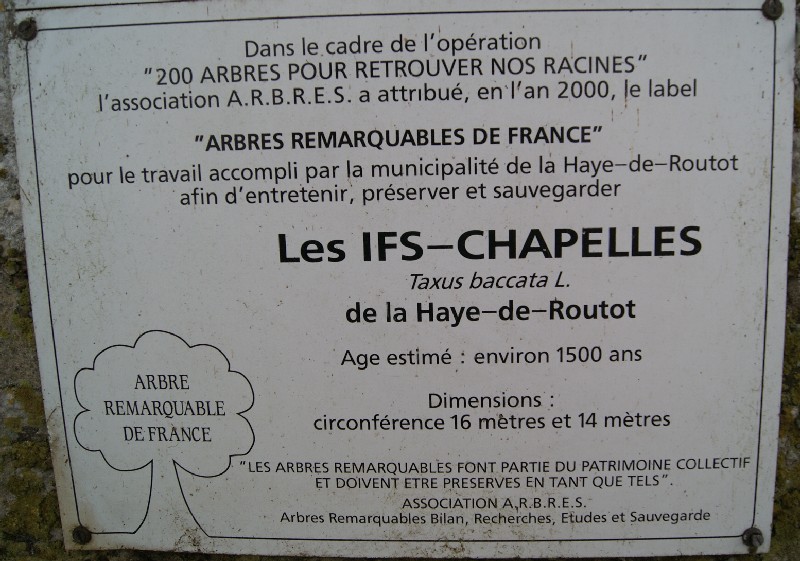 Dans le cadre de l'opération
"200 ARBRES POUR RETROUVER NOS RACINES"
l'association A.R.B.R.E.S. a attribué, en l'an 2000, le label
"ARBRES REMARQUABLES DE FRANCE"
pour le travail accompli par la municipalité de la Haye-de-Routot
afin d'entretenir, préserver et sauvegarder
Les IFS-CHAPELLES
Taxus baccata L.
de la Haye-de-Routot
Age estimé : environ 1500 ans
Dimensions :
circonférence 16 mètres et 14 mètres
ARBRE
REMARQUABLE
DE FRANCE
"LES ARBRES REMARQUABLES FONT PARTIE DU PATRIMOINE COLLECTIF
ET DOIVENT ETRE PRESERVES EN TANT QUE TELS".
ASSOCIATION A.R.B.R.E.S.
Arbres Remarquables Bilan, Recherches, Etudes et Sauvegarde